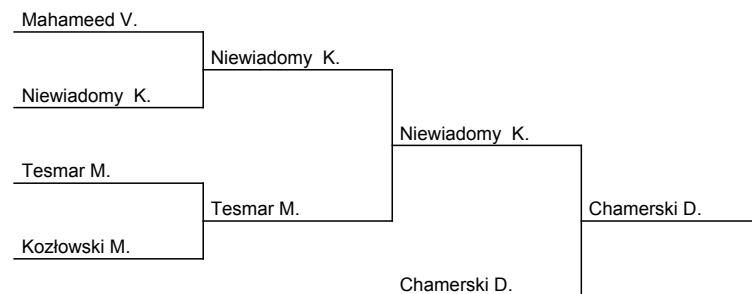 Mahameed V.
Niewiadomy  K.
Niewiadomy  K.
Niewiadomy  K.
Tesmar M.
Tesmar M.
Chamerski D.
Kozłowski M.
Chamerski D.